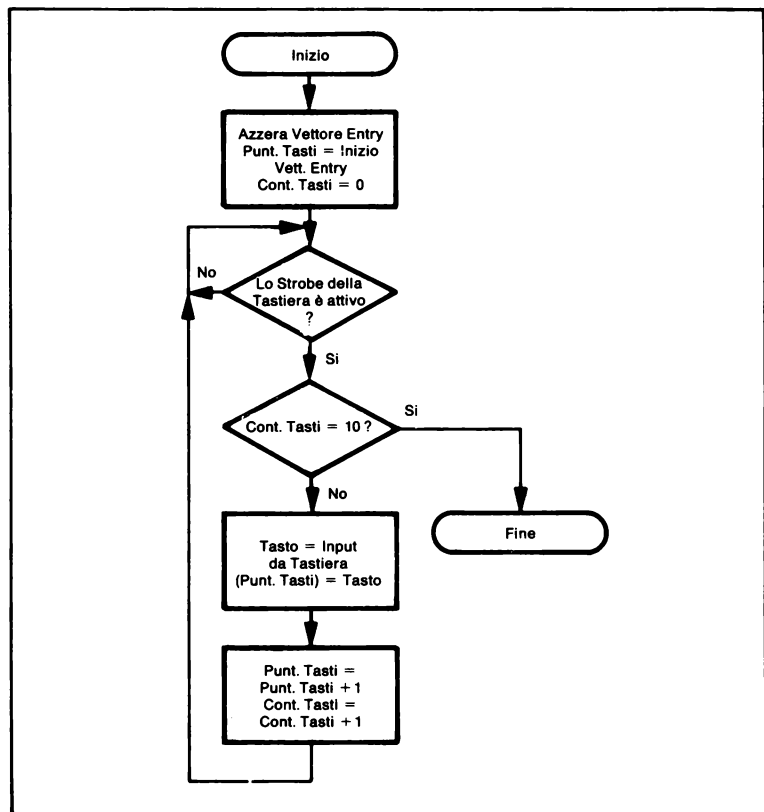 Inizio
Azzera Vettore Entry
Punt. Tasti = Inizio
Vett. Entry
Cont. Tasti = 0
No
Lo Strobe della
Tastiera è attivo
?
Si
Cont. Tasti = 10 ?
Si
No
Tasto = Input
da Tastiera
(Punt. Tasti) = Tasto
Fine
Punt. Tasti =
Punt. Tasti + 1
Cont. Tasti =
Cont. Tasti + 1